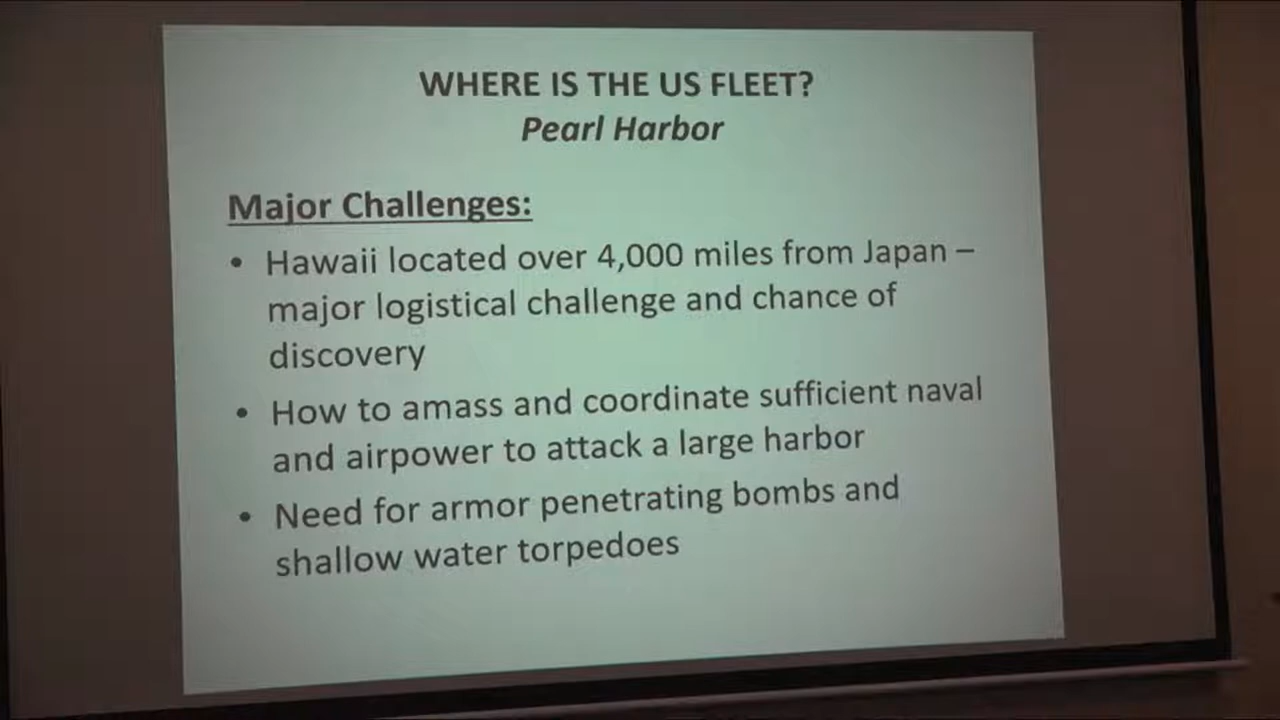 WHERE IS THE US FLEET?
Pearl Harbor
Major Challenges:
• Hawaii located over 4,000 miles from Japan –
major logistical challenge and chance of
discovery
• How to amass and coordinate sufficient naval
and airpower to attack a large harbor
• Need for armor penetrating bombs and
shallow water torpedoes